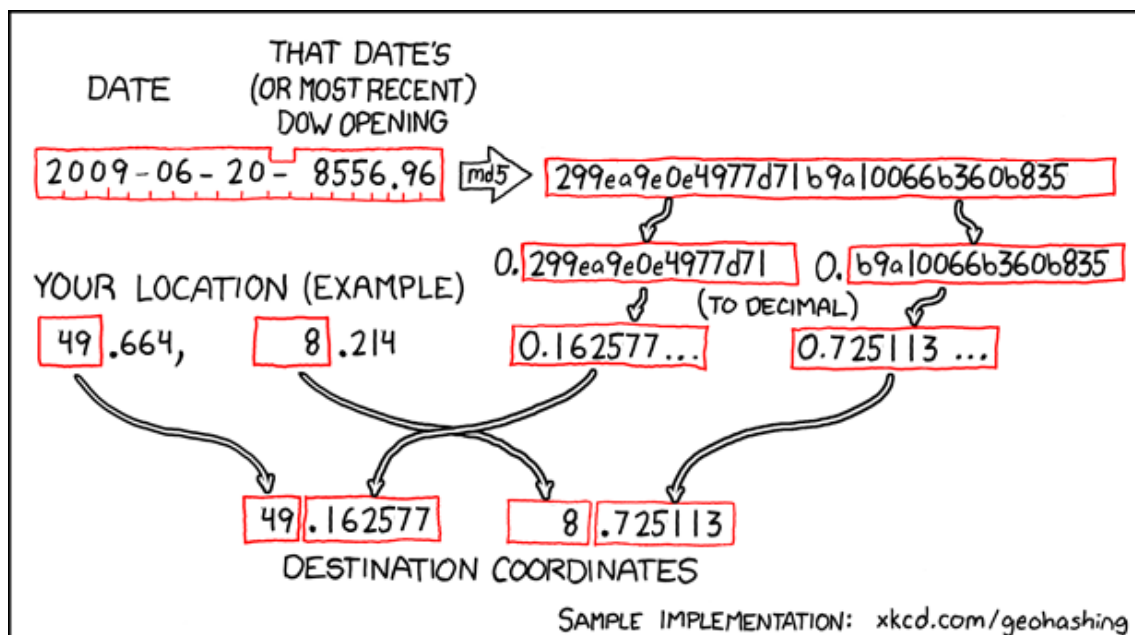 DATE
THAT DATE'S
(OR MOST RECENT)
DOW OPENING
2009-06-20-8556.96
md5
299ea9e0e4977d71b9a10066b360b835
0.299ea9e0e4977d71
0.b9a10066b360b835
YOUR LOCATION (EXAMPLE)
(TO DECIMAL)
49.664, 8.214
0.162577...
0.725113...
49.162577
8.725113
DESTINATION COORDINATES
SAMPLE IMPLEMENTATION: xkcd.com/geohashing